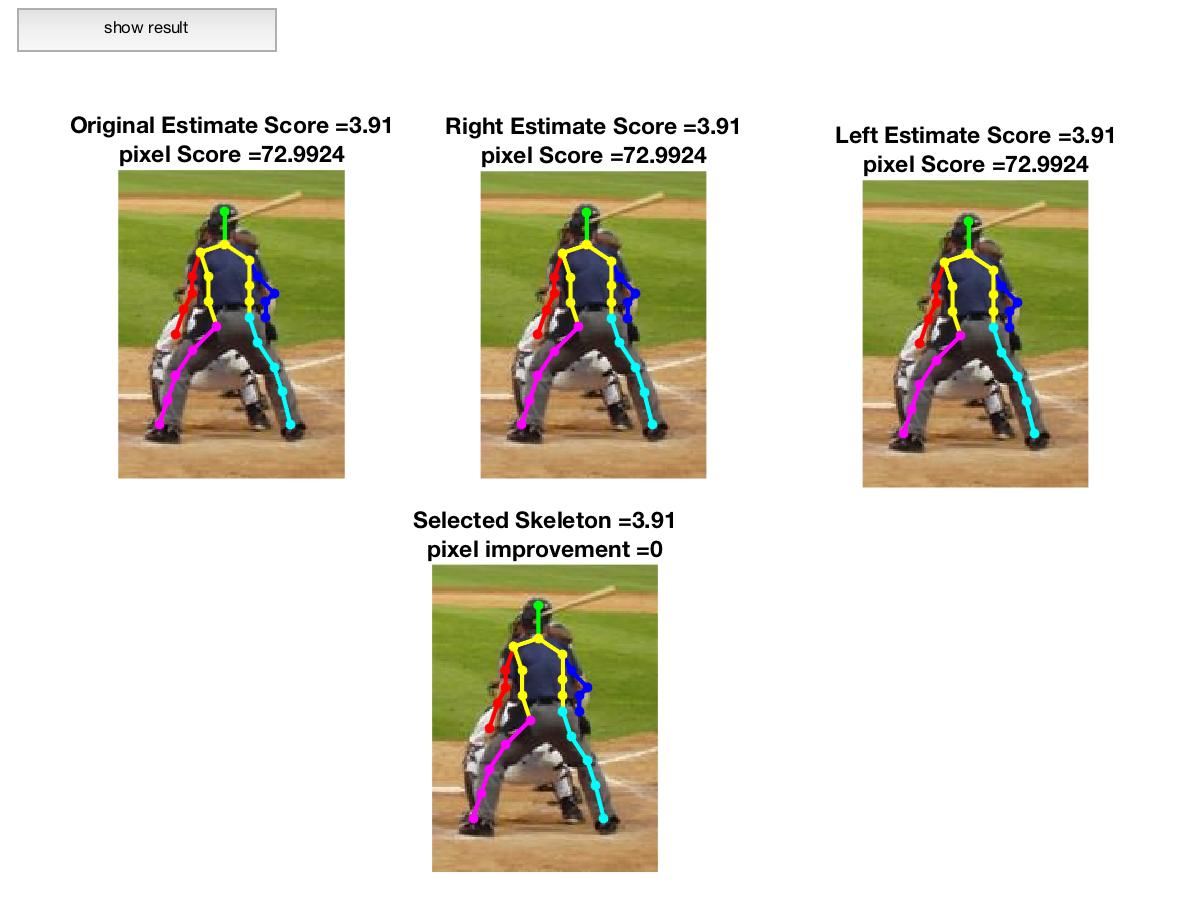 show result
Original Estimate Score =3.91
pixel Score =72.9924
Right Estimate Score =3.91
pixel Score =72.9924
Left Estimate Score =3.91
pixel Score =72.9924
Selected Skeleton =3.91
pixel improvement =0